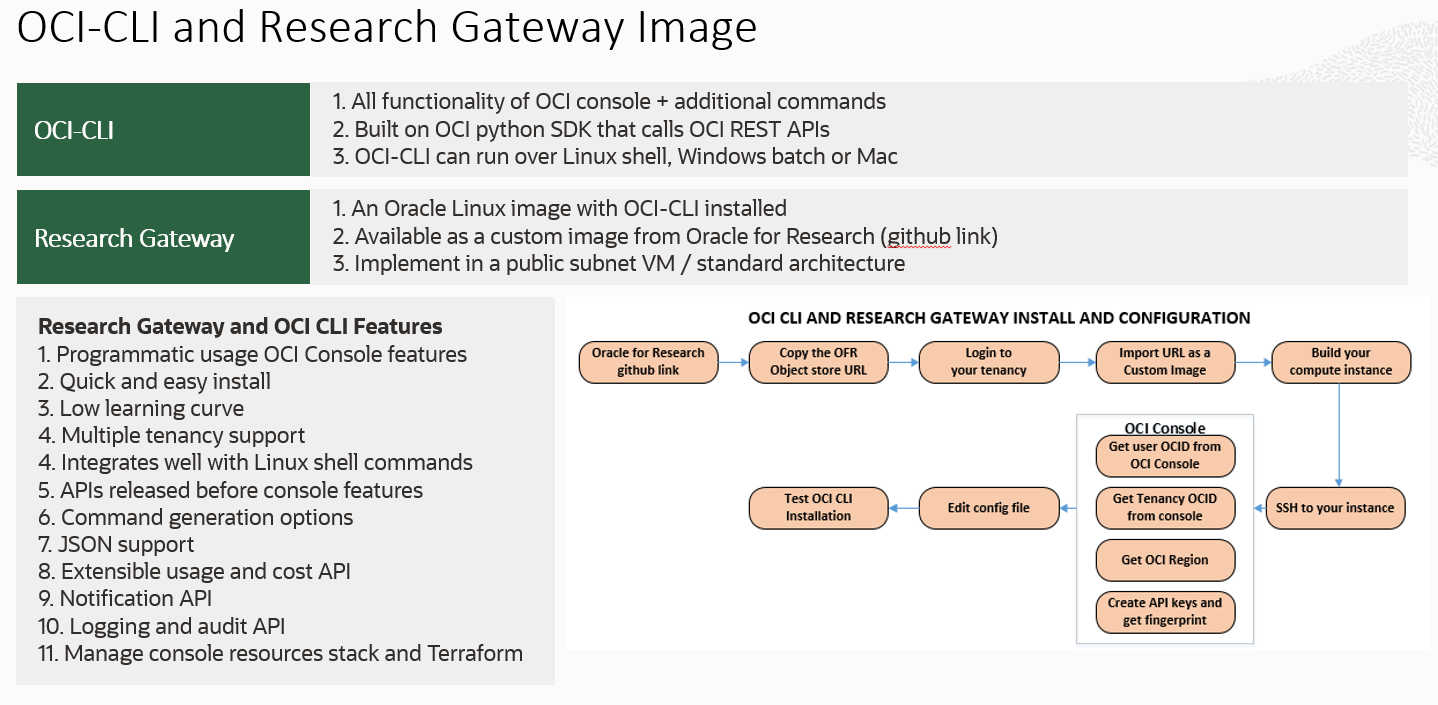 OCI-CLI and Research Gateway Image
OCI-CLI
1. All functionality of OCI console + additional commands
2. Built on OCI python SDK that calls OCI REST APIs
3. OCI-CLI can run over Linux shell, Windows batch or Mac
Research Gateway
1. An Oracle Linux image with OCI-CLI installed
2. Available as a custom image from Oracle for Research (github link)
3. Implement in a public subnet VM / standard architecture
Research Gateway and OCI CLI Features
1. Programmatic usage OCI Console features
2. Quick and easy install
3. Low learning curve
4. Multiple tenancy support
4. Integrates well with Linux shell commands
5. APIs released before console features
6. Command generation options
7. JSON support
8. Extensible usage and cost API
9. Notification API
10. Logging and audit API
11. Manage console resources stack and Terraform
OCI CLI AND RESEARCH GATEWAY INSTALL AND CONFIGURATION
Oracle for Research
github link
Copy the OFR
Object store URL
Login to
your tenancy
Import URL as a
Custom Image
Build your
compute instance
SSH to your instance
OCI Console
Get user OCID from
OCI Console
Get Tenancy OCID
from console
Get OCI Region
Create API keys and
get fingerprint
Edit config file
Test OCI CLI
Installation